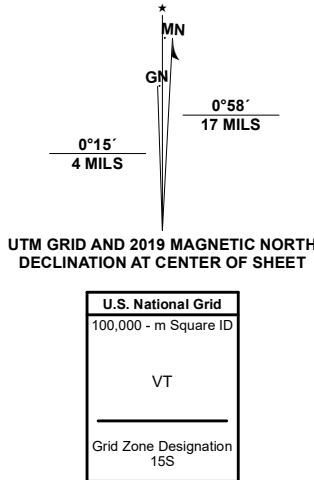 MN
GN
0°58´
17 MILS
0°15´
4 MILS
UTM GRID AND 2019 MAGNETIC NORTH
DECLINATION AT CENTER OF SHEET
U.S. National Grid
100,000 - m Square ID
VT
Grid Zone Designation
15S